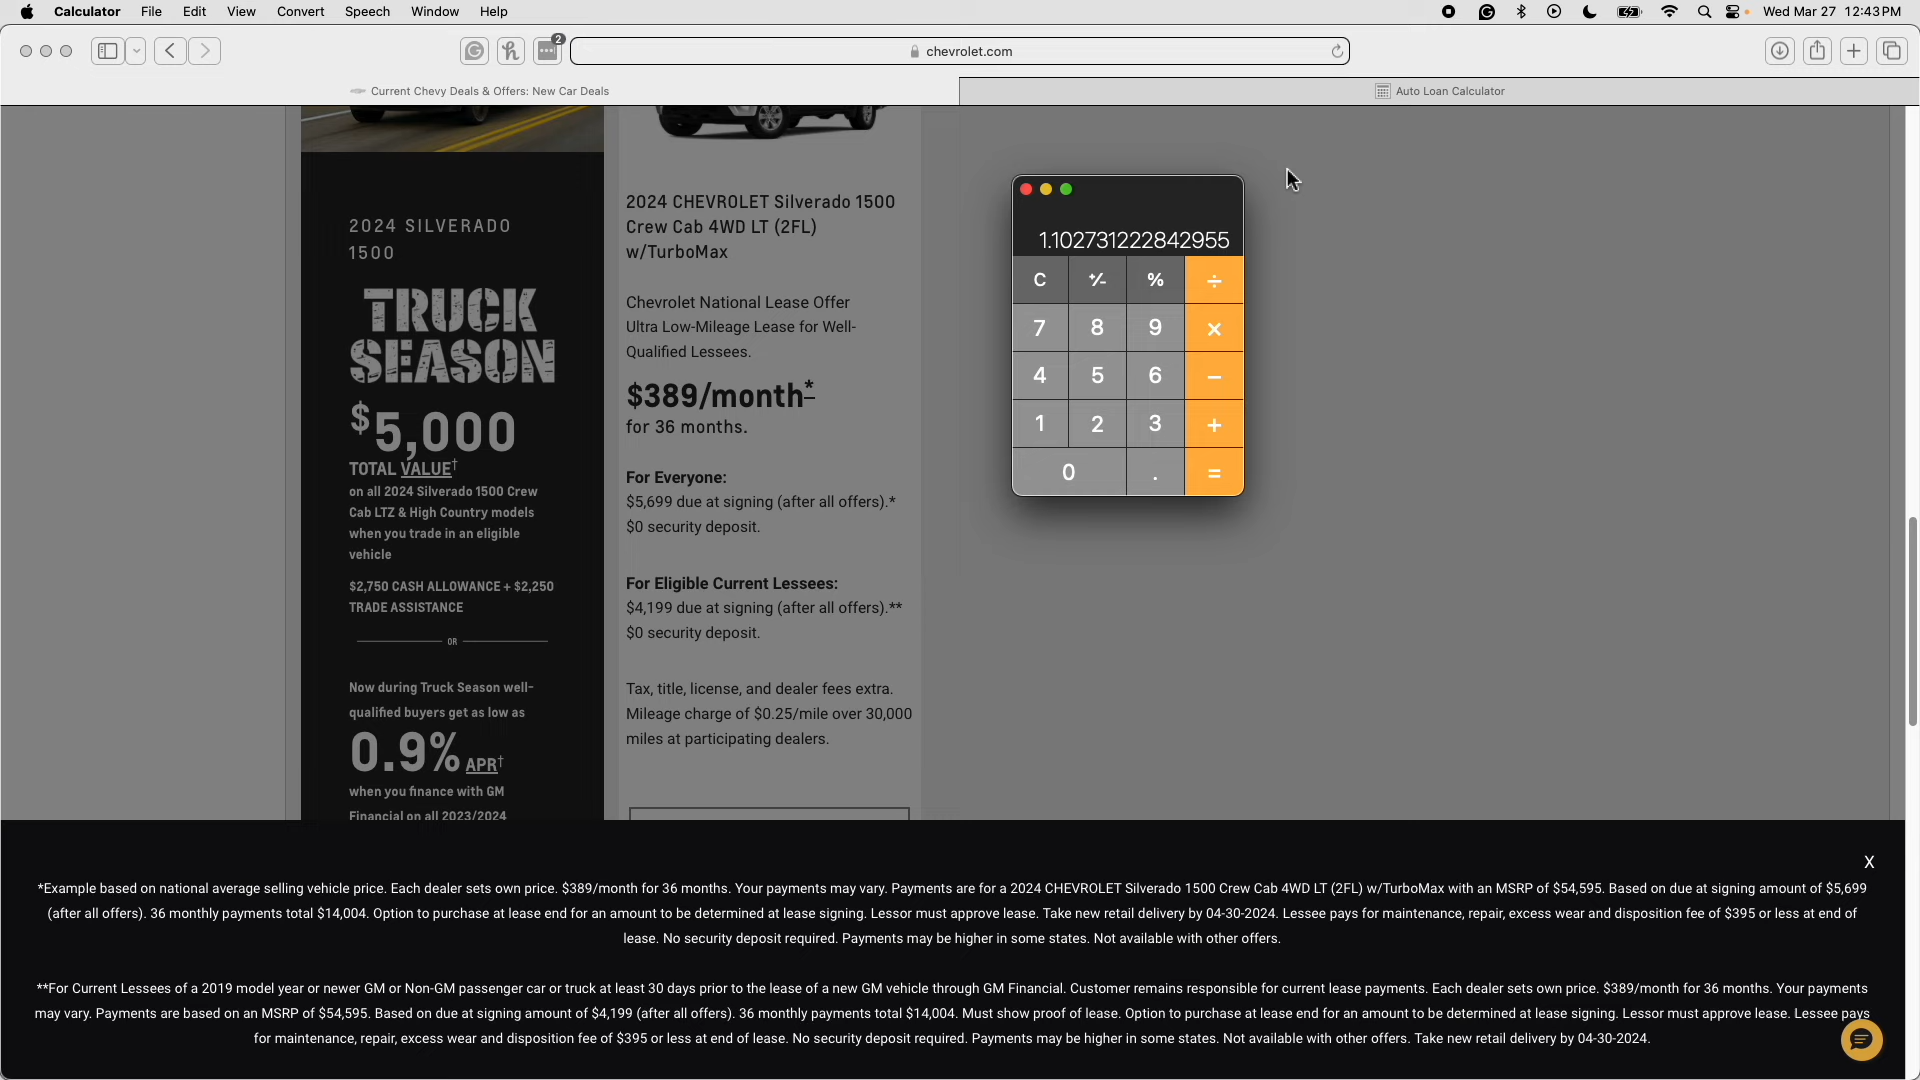 Calculator File Edit View Convert Speech Window Help Wed Mar 27 12:43 PM
2
chevrolet.com
Current Chevy Deals & Offers: New Car Deals
Auto Loan Calculator
2024 SILVERADO
1500
TRUCK
SEASON
$5,000
TOTAL VALUE†
on all 2024 Silverado 1500 Crew
Cab LTZ & High Country models
when you trade in an eligible
vehicle
$2,750 CASH ALLOWANCE + $2,250
TRADE ASSISTANCE
OR
Now during Truck Season well-
qualified buyers get as low as
0.9% APR†
when you finance with GM
Financial on all 2023/2024
2024 CHEVROLET Silverado 1500
Crew Cab 4WD LT (2FL)
w/TurboMax
Chevrolet National Lease Offer
Ultra Low-Mileage Lease for Well-
Qualified Lessees.
$389/month*
for 36 months.
For Everyone:
$5,699 due at signing (after all offers).*
$0 security deposit.
For Eligible Current Lessees:
$4,199 due at signing (after all offers).**
$0 security deposit.
Tax, title, license, and dealer fees extra.
Mileage charge of $0.25/mile over 30,000
miles at participating dealers.
1.102731222842955
C +⁄- % ÷
7 8 9 ×
4 5 6 −
1 2 3 +
0 . =
X
*Example based on national average selling vehicle price. Each dealer sets own price. $389/month for 36 months. Your payments may vary. Payments are for a 2024 CHEVROLET Silverado 1500 Crew Cab 4WD LT (2FL) w/TurboMax with an MSRP of $54,595. Based on due at signing amount of $5,699
(after all offers). 36 monthly payments total $14,004. Option to purchase at lease end for an amount to be determined at lease signing. Lessor must approve lease. Take new retail delivery by 04-30-2024. Lessee pays for maintenance, repair, excess wear and disposition fee of $395 or less at end of
lease. No security deposit required. Payments may be higher in some states. Not available with other offers.
**For Current Lessees of a 2019 model year or newer GM or Non-GM passenger car or truck at least 30 days prior to the lease of a new GM vehicle through GM Financial. Customer remains responsible for current lease payments. Each dealer sets own price. $389/month for 36 months. Your payments
may vary. Payments are based on an MSRP of $54,595. Based on due at signing amount of $4,199 (after all offers). 36 monthly payments total $14,004. Must show proof of lease. Option to purchase at lease end for an amount to be determined at lease signing. Lessor must approve lease. Lessee pays
for maintenance, repair, excess wear and disposition fee of $395 or less at end of lease. No security deposit required. Payments may be higher in some states. Not available with other offers. Take new retail delivery by 04-30-2024.